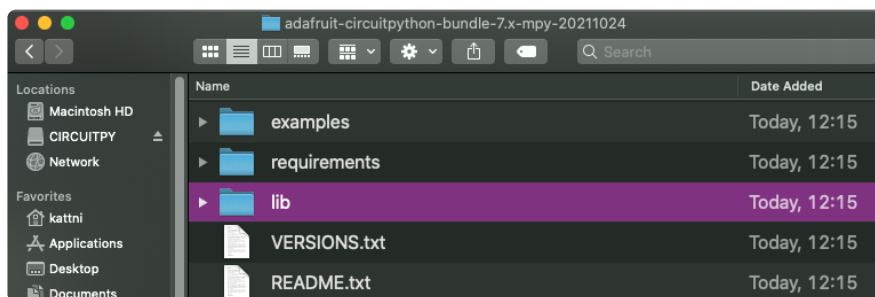 adafruit-circuitpython-bundle-7.x-mpy-20211024
Search
Locations
Macintosh HD
CIRCUITPY
Network
Favorites
kattni
Applications
Desktop
Documents
Name Date Added
examples Today, 12:15
requirements Today, 12:15
lib Today, 12:15
VERSIONS.txt Today, 12:15
README.txt Today, 12:15